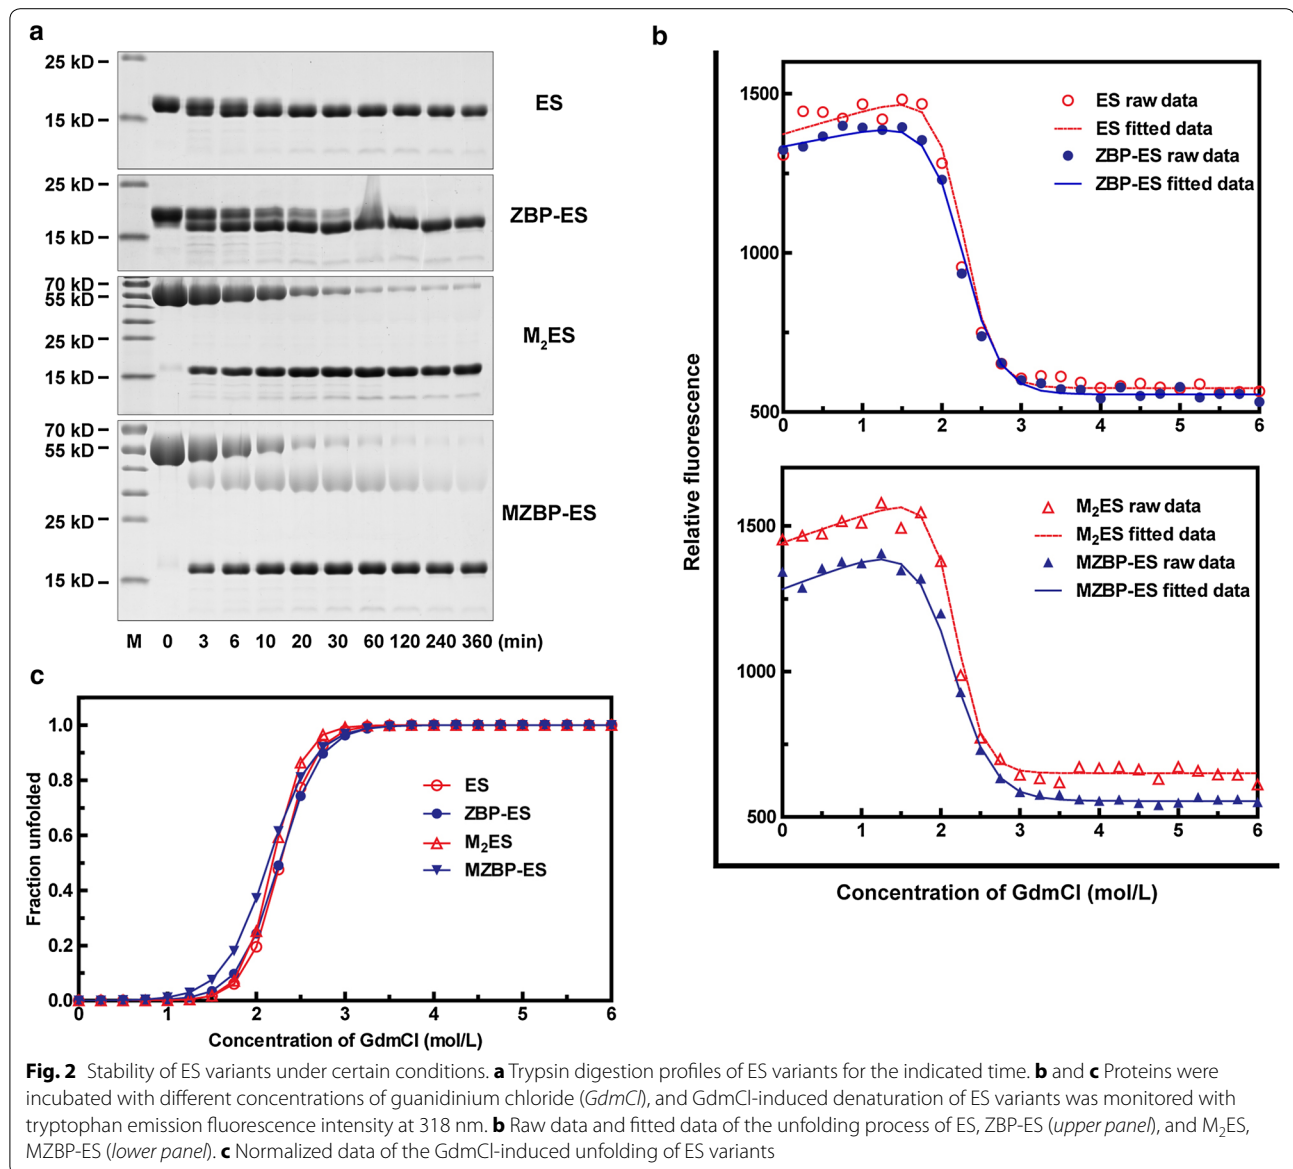 a
25 kD
15 kD
ES
25 kD
15 kD
ZBP-ES
70 kD
55 kD
25 kD
15 kD
M2ES
70 kD
55 kD
25 kD
15 kD
MZBP-ES
M 0 3 6 10 20 30 60 120 240 360 (min)
b
Relative fluorescence
1500
1000
500
0 1 2 3 4 5 6
ES raw data
ES fitted data
ZBP-ES raw data
ZBP-ES fitted data
1500
1000
500
0 1 2 3 4 5 6
M2ES raw data
M2ES fitted data
MZBP-ES raw data
MZBP-ES fitted data
Concentration of GdmCl (mol/L)
c
Fraction unfolded
1.0
0.8
0.6
0.4
0.2
0.0
0 1 2 3 4 5 6
ES
ZBP-ES
M2ES
MZBP-ES
Concentration of GdmCl (mol/L)
Fig. 2 Stability of ES variants under certain conditions. a Trypsin digestion profiles of ES variants for the indicated time. b and c Proteins were
incubated with different concentrations of guanidinium chloride (GdmCl), and GdmCl-induced denaturation of ES variants was monitored with
tryptophan emission fluorescence intensity at 318 nm. b Raw data and fitted data of the unfolding process of ES, ZBP-ES (upper panel), and M2ES,
MZBP-ES (lower panel). c Normalized data of the GdmCl-induced unfolding of ES variants